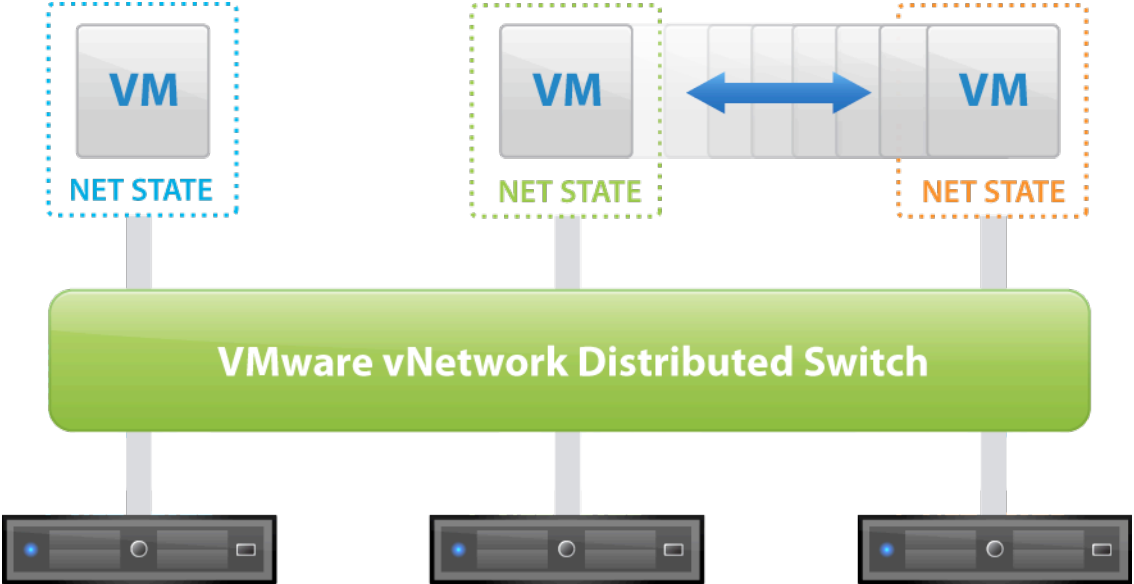 VM
VM
VM
NET STATE
NET STATE
NET STATE
VMware vNetwork Distributed Switch